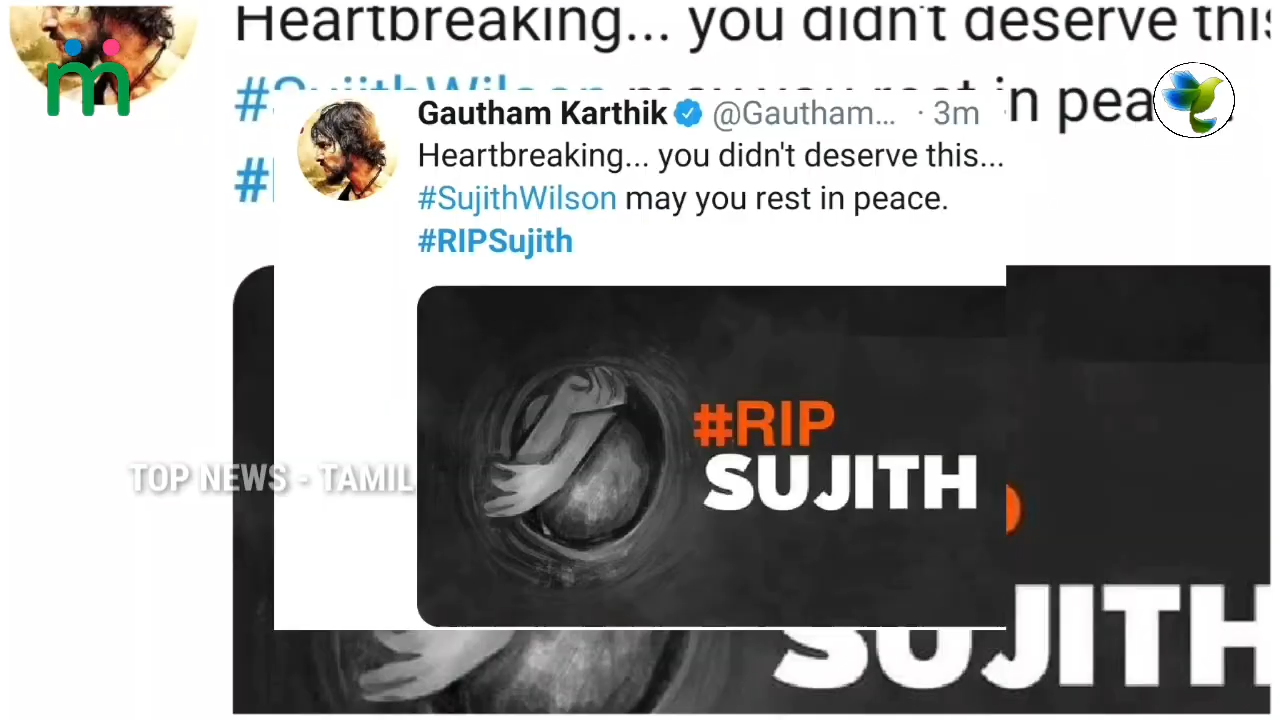 Heartbreaking... you didn't deserve this
Gautham Karthik @Gautham... · 3m
Heartbreaking... you didn't deserve this...
#SujithWilson may you rest in peace.
#RIPSujith
#RIP
SUJITH
TOP NEWS - TAMIL
SUJITH